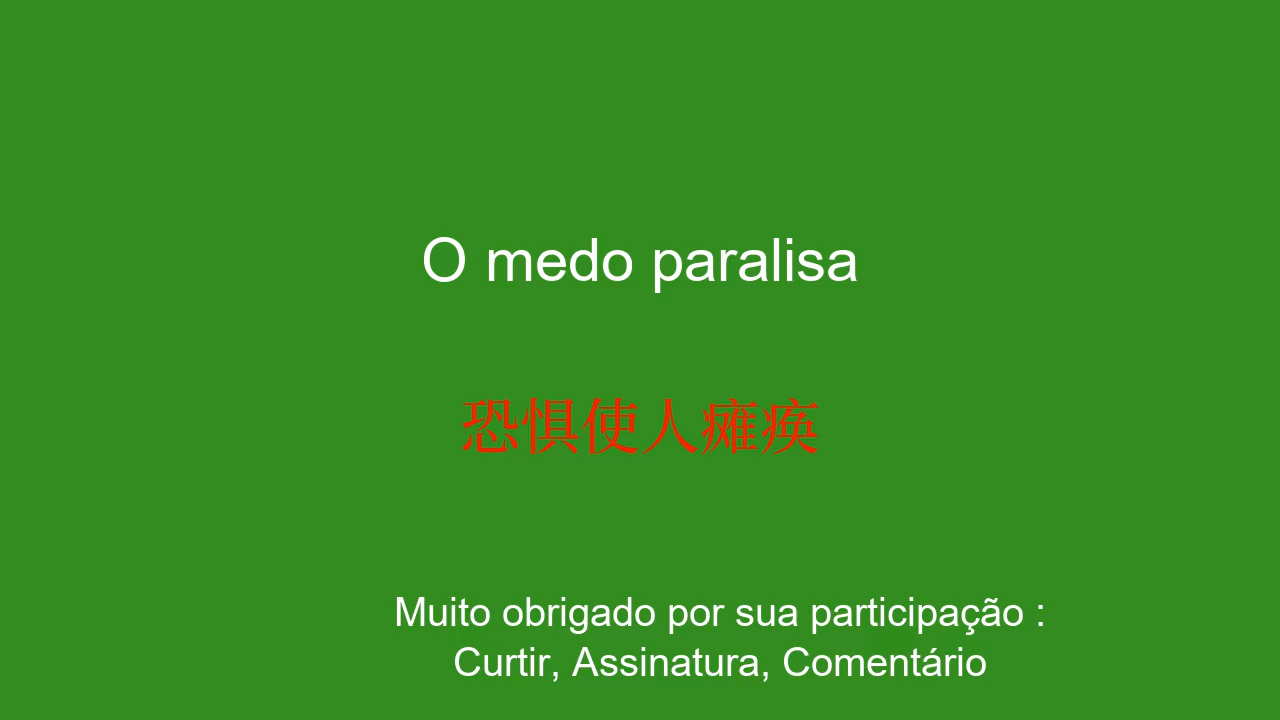 O medo paralisa
恐惧使人瘫痪
Muito obrigado por sua participação :
Curtir, Assinatura, Comentário